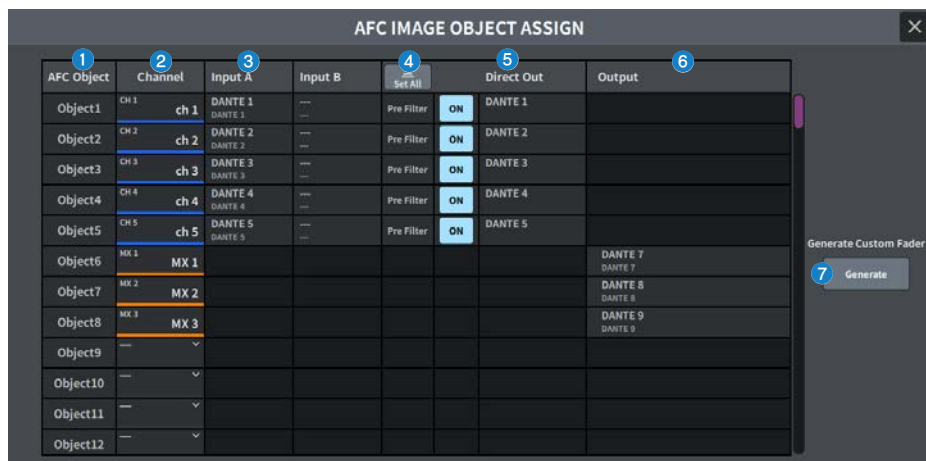 AFC IMAGE OBJECT ASSIGN
1 2 3 4 5 6
AFC Object Channel Input A Input B Set All Direct Out Output
Object1 CH 1 ch 1 DANTE 1 DANTE 1 --- --- Pre Filter ON DANTE 1
Object2 CH 2 ch 2 DANTE 2 DANTE 2 --- --- Pre Filter ON DANTE 2
Object3 CH 3 ch 3 DANTE 3 DANTE 3 --- --- Pre Filter ON DANTE 3
Object4 CH 4 ch 4 DANTE 4 DANTE 4 --- --- Pre Filter ON DANTE 4
Object5 CH 5 ch 5 DANTE 5 DANTE 5 --- --- Pre Filter ON DANTE 5
Object6 MX 1 MX 1 DANTE 7 DANTE 7
Object7 MX 2 MX 2 DANTE 8 DANTE 8
Object8 MX 3 MX 3 DANTE 9 DANTE 9
Object9 ---
Object10 ---
Object11 ---
Object12 ---
Generate Custom Fader
7 Generate